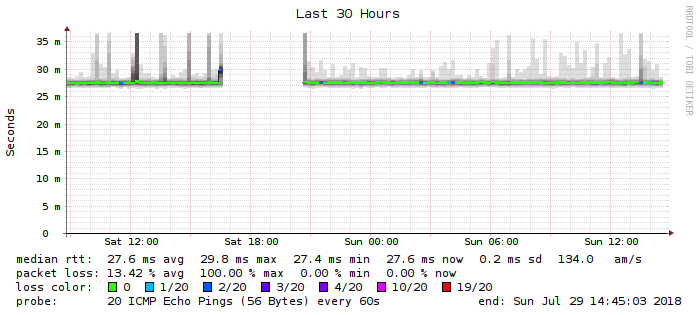 Last 30 Hours
RRDTOOL / TOBI OETIKER
Seconds
35 m
30 m
25 m
20 m
15 m
10 m
5 m
0
Sat 12:00 Sat 18:00 Sun 00:00 Sun 06:00 Sun 12:00
median rtt: 27.6 ms avg 29.8 ms max 27.4 ms min 27.6 ms now 0.2 ms sd 134.0 am/s
packet loss: 13.42 % avg 100.00 % max 0.00 % min 0.00 % now
loss color: 0 1/20 2/20 3/20 4/20 10/20 19/20
probe: 20 ICMP Echo Pings (56 Bytes) every 60s end: Sun Jul 29 14:45:03 2018